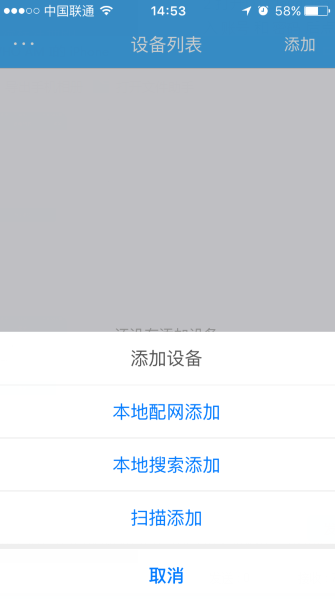 中国联通 14:53 58%
设备列表 添加
添加设备
本地配网添加
本地搜索添加
扫描添加
取消